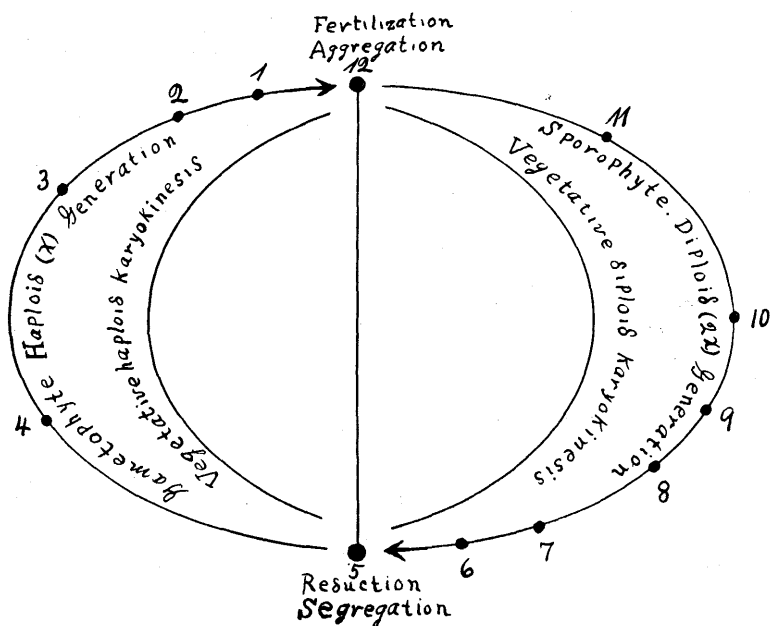 Fertilization
Aggregation
12
1
2
3
4
5
6
7
8
9
10
11
Gametophyte Haploid (X) Generation
Vegetative haploid Karyokinesis
Sporophyte. Diploid (2X) Generation
Vegetative diploid Karyokinesis
Reduction
Segregation